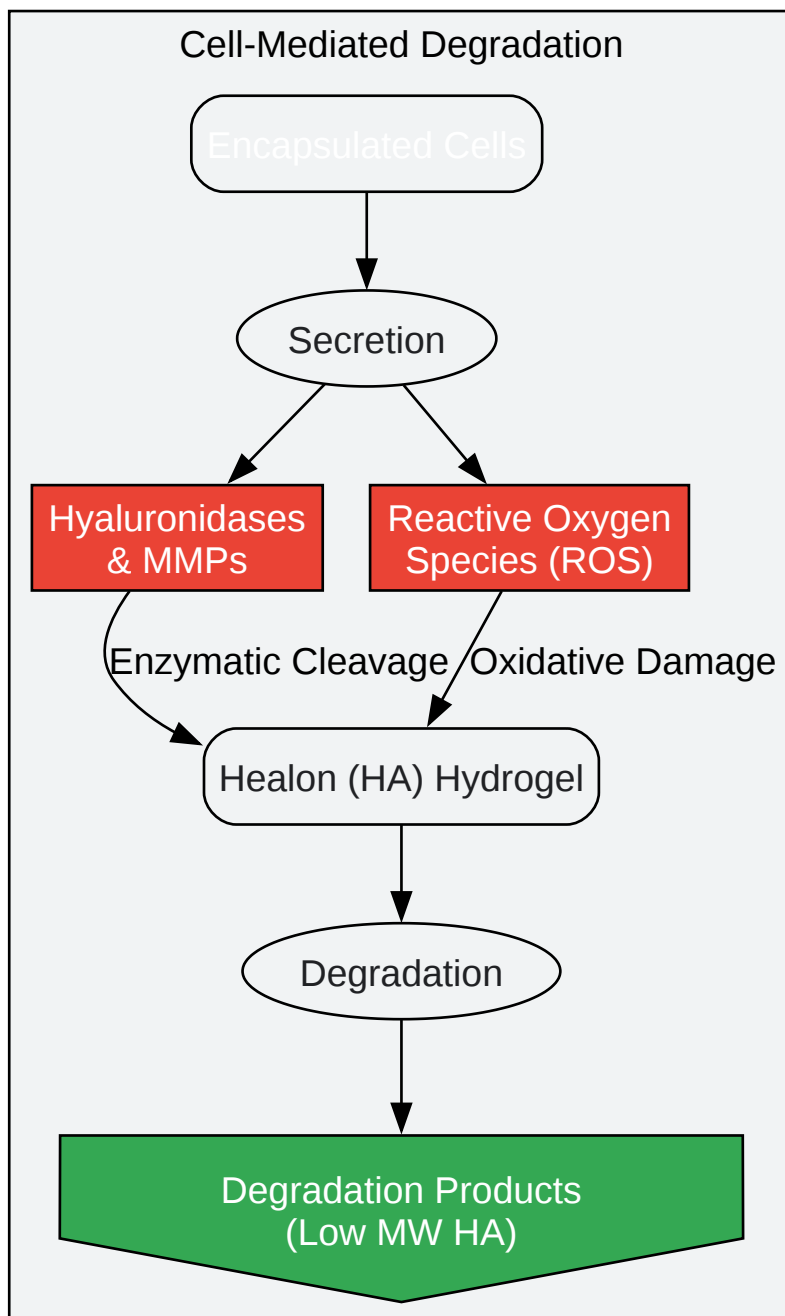 Cell-Mediated Degradation
Encapsulated Cells
Secretion
Hyaluronidases
& MMPs
Reactive Oxygen
Species (ROS)
Enzymatic Cleavage
Oxidative Damage
Healon (HA) Hydrogel
Degradation
Degradation Products
(Low MW HA)